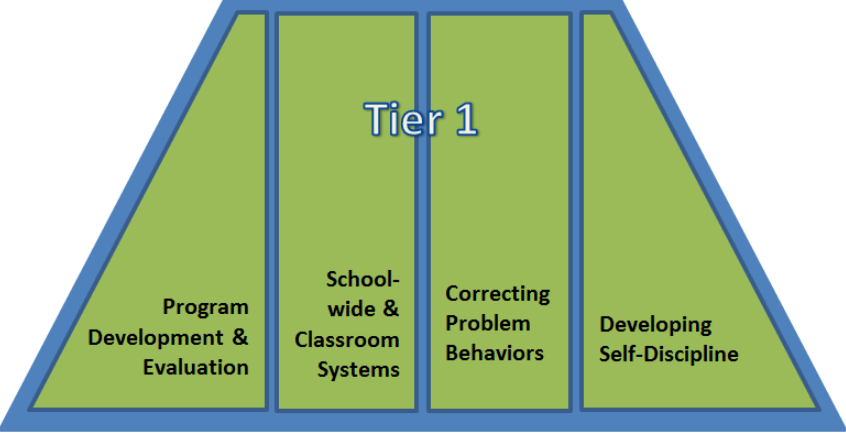 Tier 1
Program
Development &
Evaluation
School-
wide &
Classroom
Systems
Correcting
Problem
Behaviors
Developing
Self-Discipline